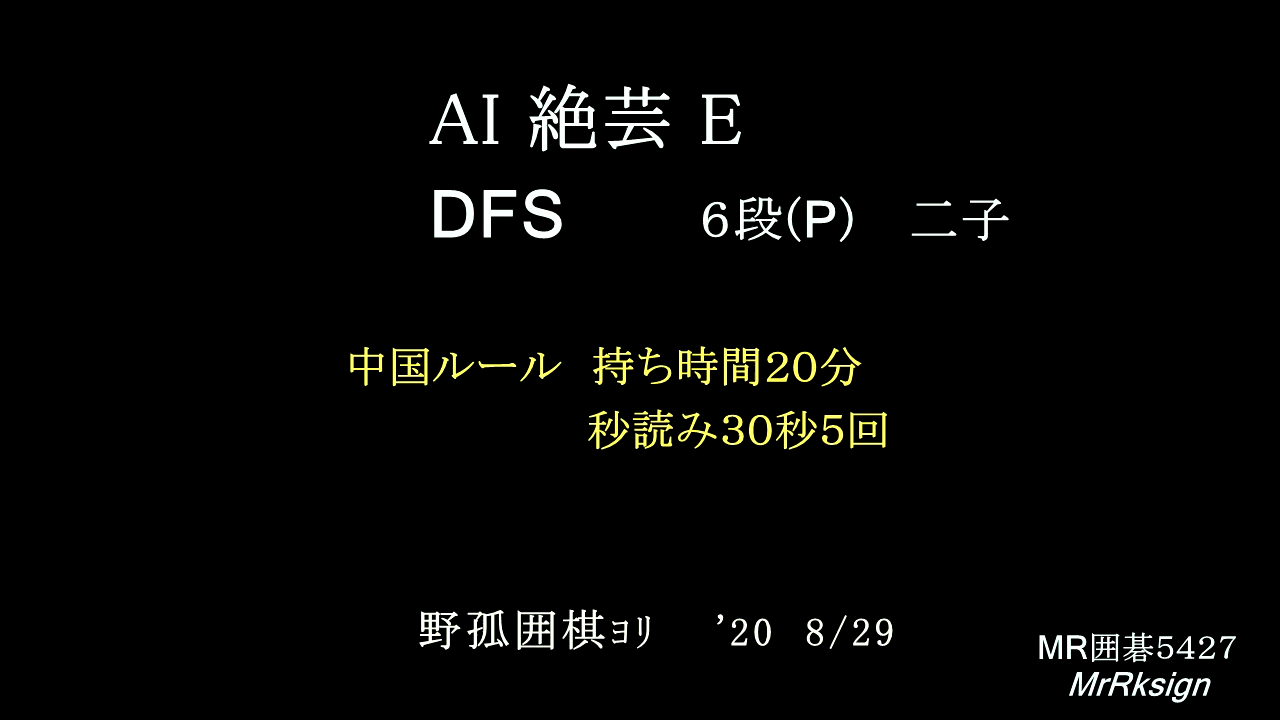 AI 絶芸 E
DFS 6段(P) 二子
中国ルール 持ち時間20分
秒読み30秒5回
野孤囲棋ﾖﾘ ’20 8/29
MR囲碁5427
MrRksign